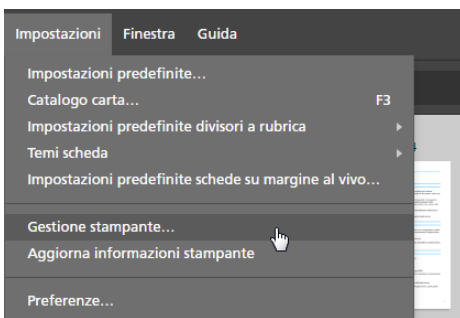 Impostazioni Finestra Guida
Impostazioni predefinite...
Catalogo carta... F3
Impostazioni predefinite divisori a rubrica
Temi scheda
Impostazioni predefinite schede su margine al vivo...
Gestione stampante...
Aggiorna informazioni stampante
Preferenze...